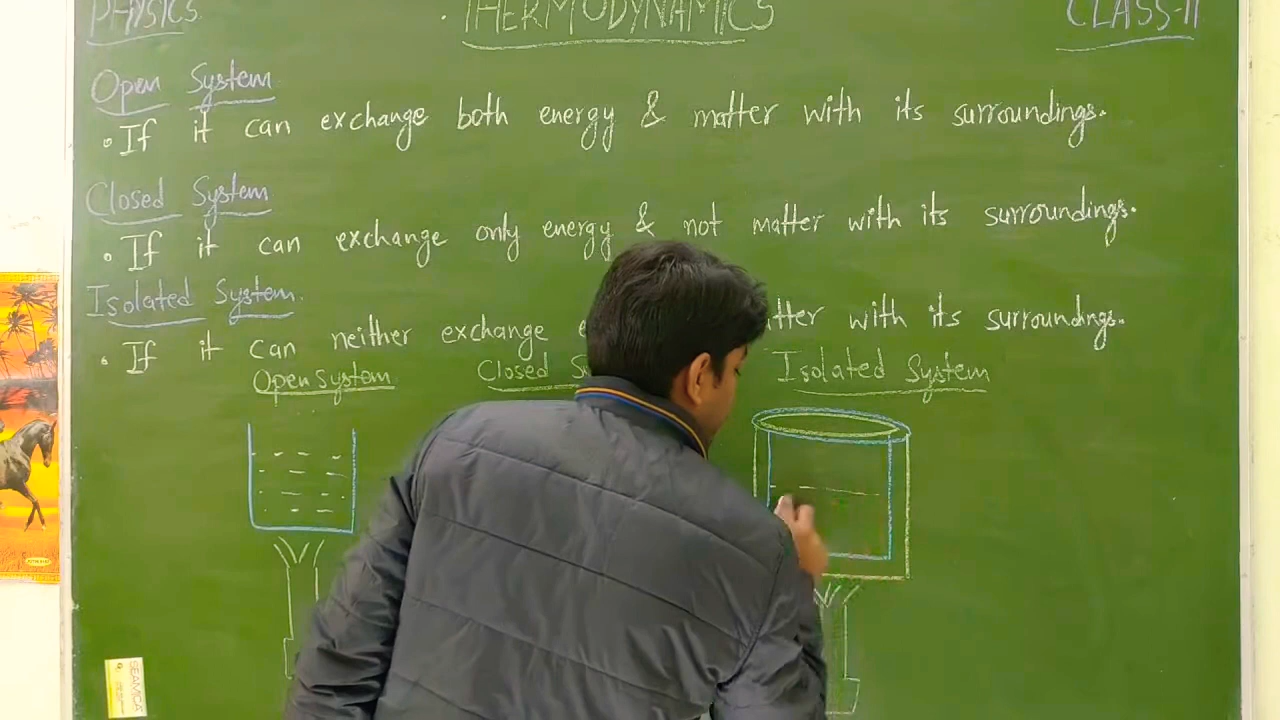 PHYSICS THERMODYNAMICS CLASS-11
Open System
If it can exchange both energy & matter with its surroundings.
Closed System
If it can exchange only energy & not matter with its surroundings.
Isolated System
If it can neither exchange with its surroundings.
Open System Closed Isolated System
SEAMICA